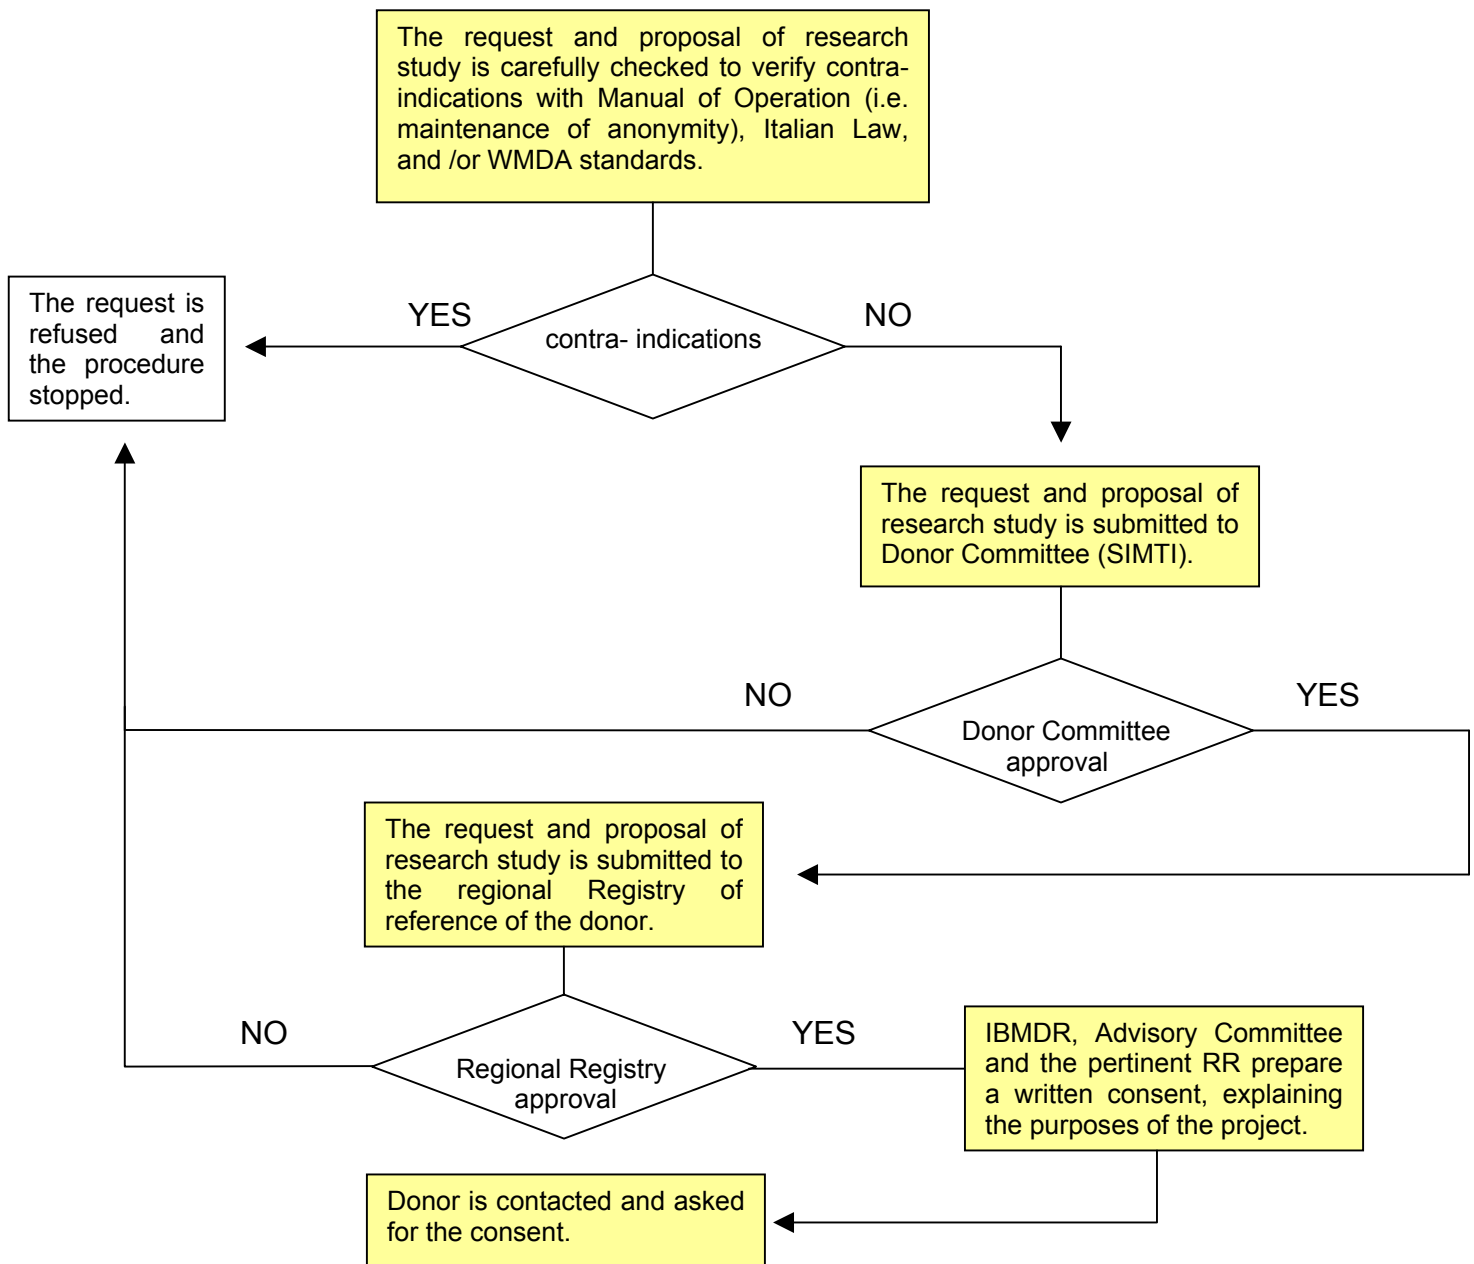 The request and proposal of research
study is carefully checked to verify contra-
indications with Manual of Operation (i.e.
maintenance of anonymity), Italian Law,
and /or WMDA standards.
The request is
refused and
the procedure
stopped.
YES
contra- indications
NO
The request and proposal of
research study is submitted to
Donor Committee (SIMTI).
NO
Donor Committee
approval
YES
The request and proposal of
research study is submitted to
the regional Registry of
reference of the donor.
NO
Regional Registry
approval
YES
IBMDR, Advisory Committee
and the pertinent RR prepare
a written consent, explaining
the purposes of the project.
Donor is contacted and asked
for the consent.